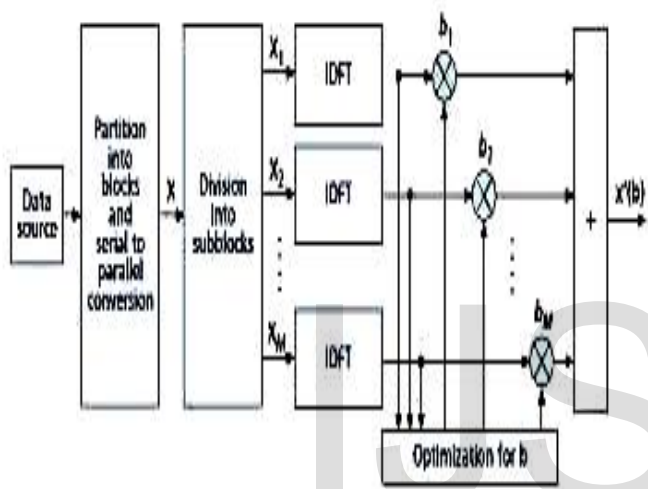 Data
source
Partition
into
blocks
and
serial to
parallel
conversion
X
Division
into
subblocks
X1
IDFT
X2
IDFT
XM
IDFT
b1
b2
bM
Optimization for b
+
x'(b)
IJS